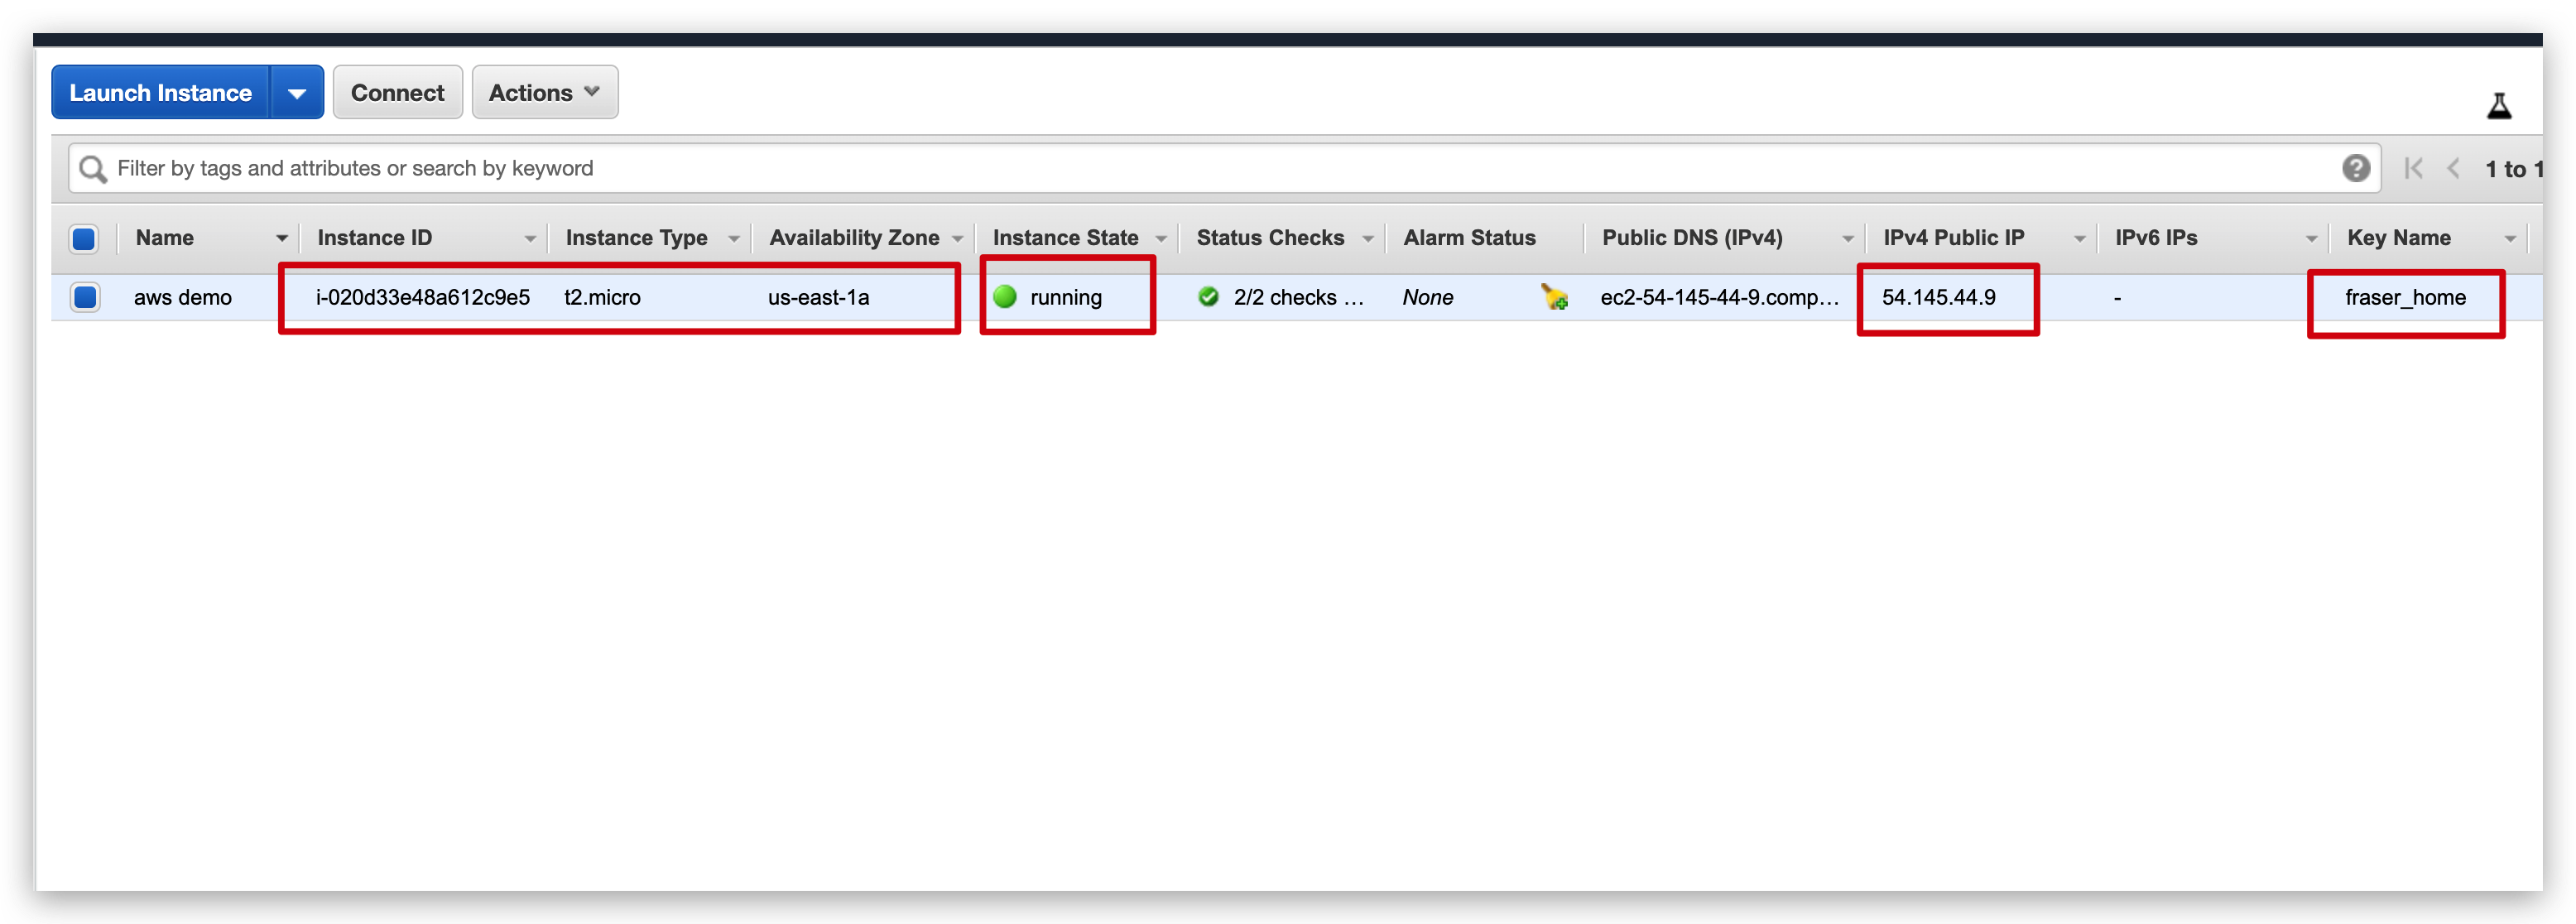 Launch Instance Connect Actions
Filter by tags and attributes or search by keyword ? 1 to 1
Name Instance ID Instance Type Availability Zone Instance State Status Checks Alarm Status Public DNS (IPv4) IPv4 Public IP IPv6 IPs Key Name
aws demo i-020d33e48a612c9e5 t2.micro us-east-1a running 2/2 checks ... None ec2-54-145-44-9.comp... 54.145.44.9 - fraser_home